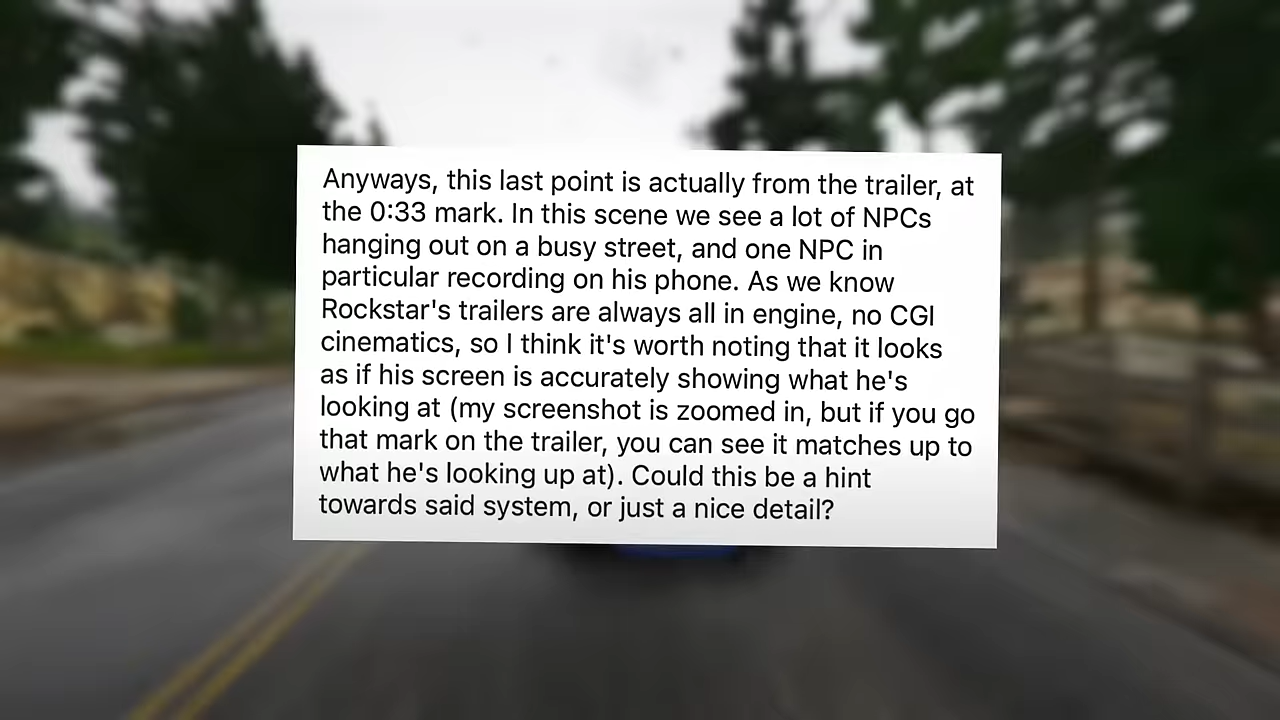 Anyways, this last point is actually from the trailer, at
the 0:33 mark. In this scene we see a lot of NPCs
hanging out on a busy street, and one NPC in
particular recording on his phone. As we know
Rockstar's trailers are always all in engine, no CGI
cinematics, so I think it's worth noting that it looks
as if his screen is accurately showing what he's
looking at (my screenshot is zoomed in, but if you go
that mark on the trailer, you can see it matches up to
what he's looking up at). Could this be a hint
towards said system, or just a nice detail?